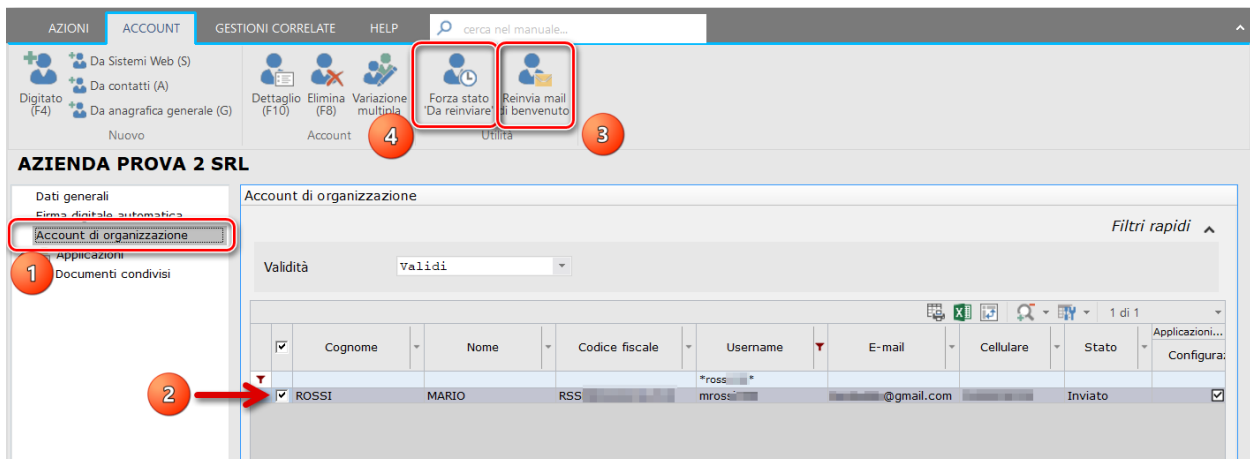 AZIONI ACCOUNT GESTIONI CORRELATE HELP cerca nel manuale...
Digitato (F4)
Da Sistemi Web (S)
Da contatti (A)
Da anagrafica generale (G)
Nuovo
Dettaglio (F10)
Elimina (F8)
Variazione multipla
Account
Forza stato 'Da reinviare'
Reinvia mail di benvenuto
Utilità
4
3
AZIENDA PROVA 2 SRL
Dati generali
Firma digitale automatica
Account di organizzazione
Applicazioni
Documenti condivisi
1
Account di organizzazione
Filtri rapidi
Validità Validi
1 di 1
Cognome Nome Codice fiscale Username E-mail Cellulare Stato Applicazioni...
Configura
*ross *
2
ROSSI MARIO RSS mross @gmail.com Inviato